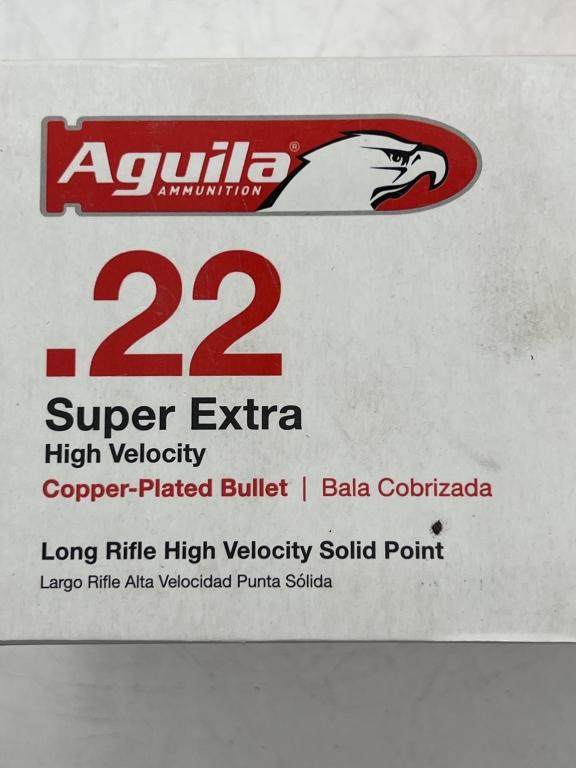 Aguila®
AMMUNITION
.22
Super Extra
High Velocity
Copper-Plated Bullet | Bala Cobrizada
Long Rifle High Velocity Solid Point
Largo Rifle Alta Velocidad Punta Sólida